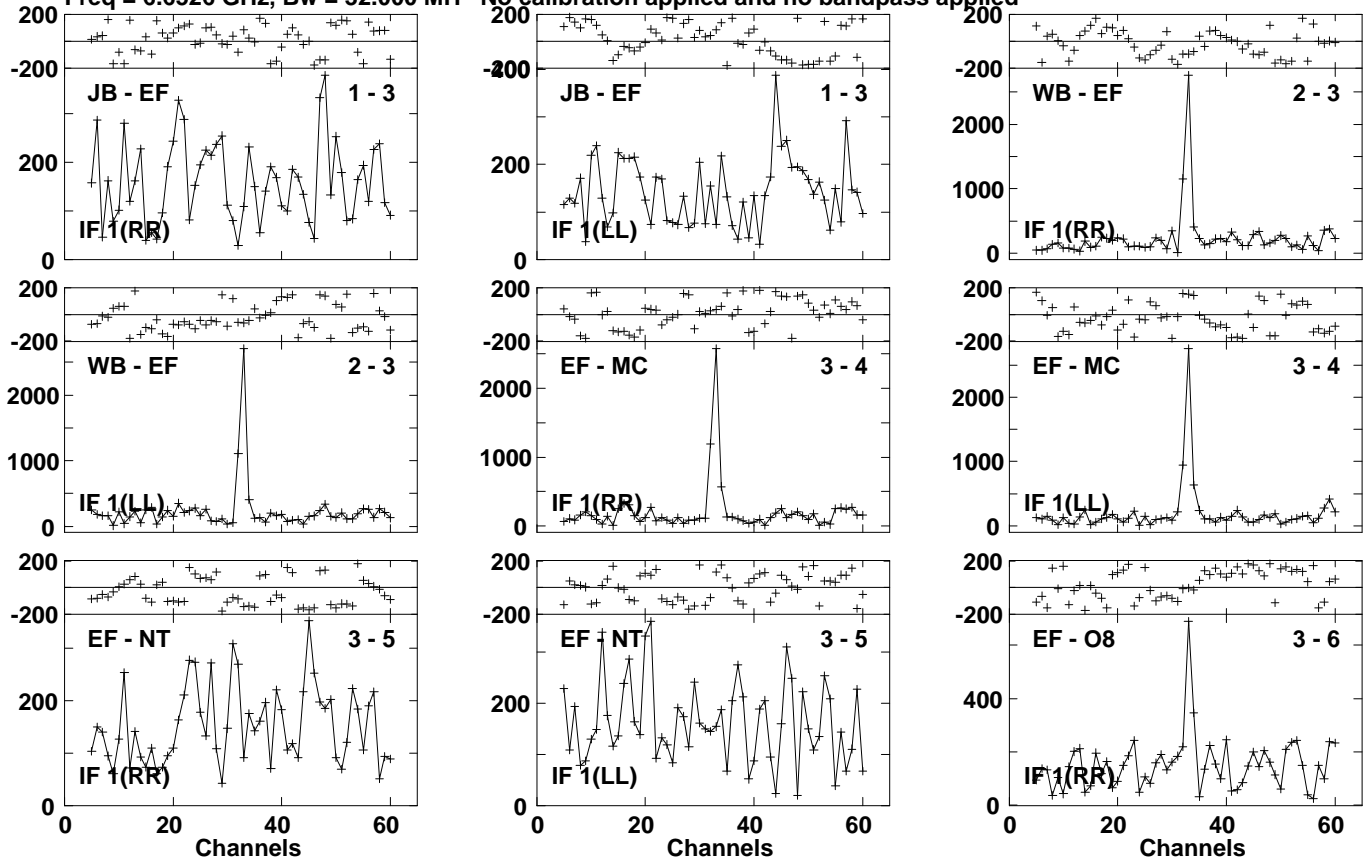 No calibration applied and no bandpass applied
200
-200
JB - EF 1 - 3
200
0
IF 1(RR)
-200
400
JB - EF 1 - 3
200
0
IF 1(LL)
200
-200
WB - EF 2 - 3
2000
1000
0
IF 1(RR)
200
-200
WB - EF 2 - 3
2000
1000
0
IF 1(LL)
200
-200
EF - MC 3 - 4
2000
1000
0
IF 1(RR)
200
-200
EF - MC 3 - 4
2000
1000
0
IF 1(LL)
200
-200
EF - NT 3 - 5
200
0
IF 1(RR)
0 20 40 60
Channels
200
-200
EF - NT 3 - 5
200
0
IF 1(LL)
0 20 40 60
Channels
200
-200
EF - O8 3 - 6
400
0
IF 1(RR)
0 20 40 60
Channels